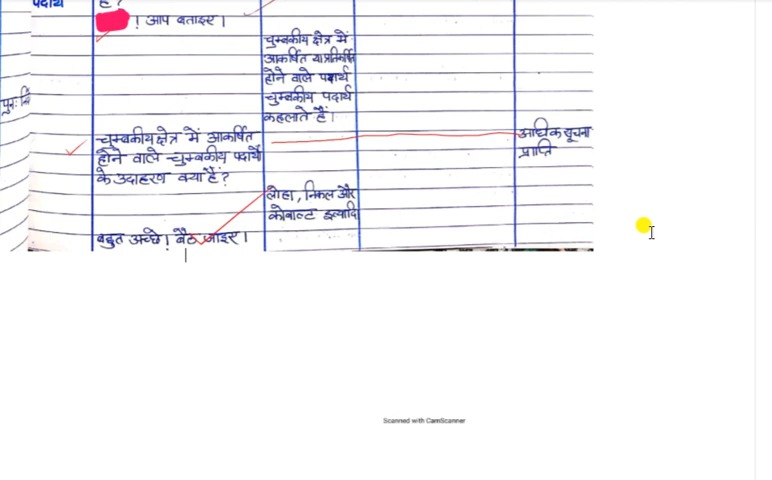 पदार्थ
है?
! आप बताइए।
चुम्बकीय क्षेत्र में
आकर्षित या प्रतिकर्षित
होने वाले पदार्थ
चुम्बकीय पदार्थ
कहलाते हैं।
पुनः
चुम्बकीय क्षेत्र में आकर्षित
होने वाले चुम्बकीय पदार्थ
के उदाहरण क्या हैं?
अधिक सूचना
प्राप्ति
लोहा, निकल और
कोबाल्ट इत्यादि
बहुत अच्छे! बैठ जाइए।
Scanned with CamScanner